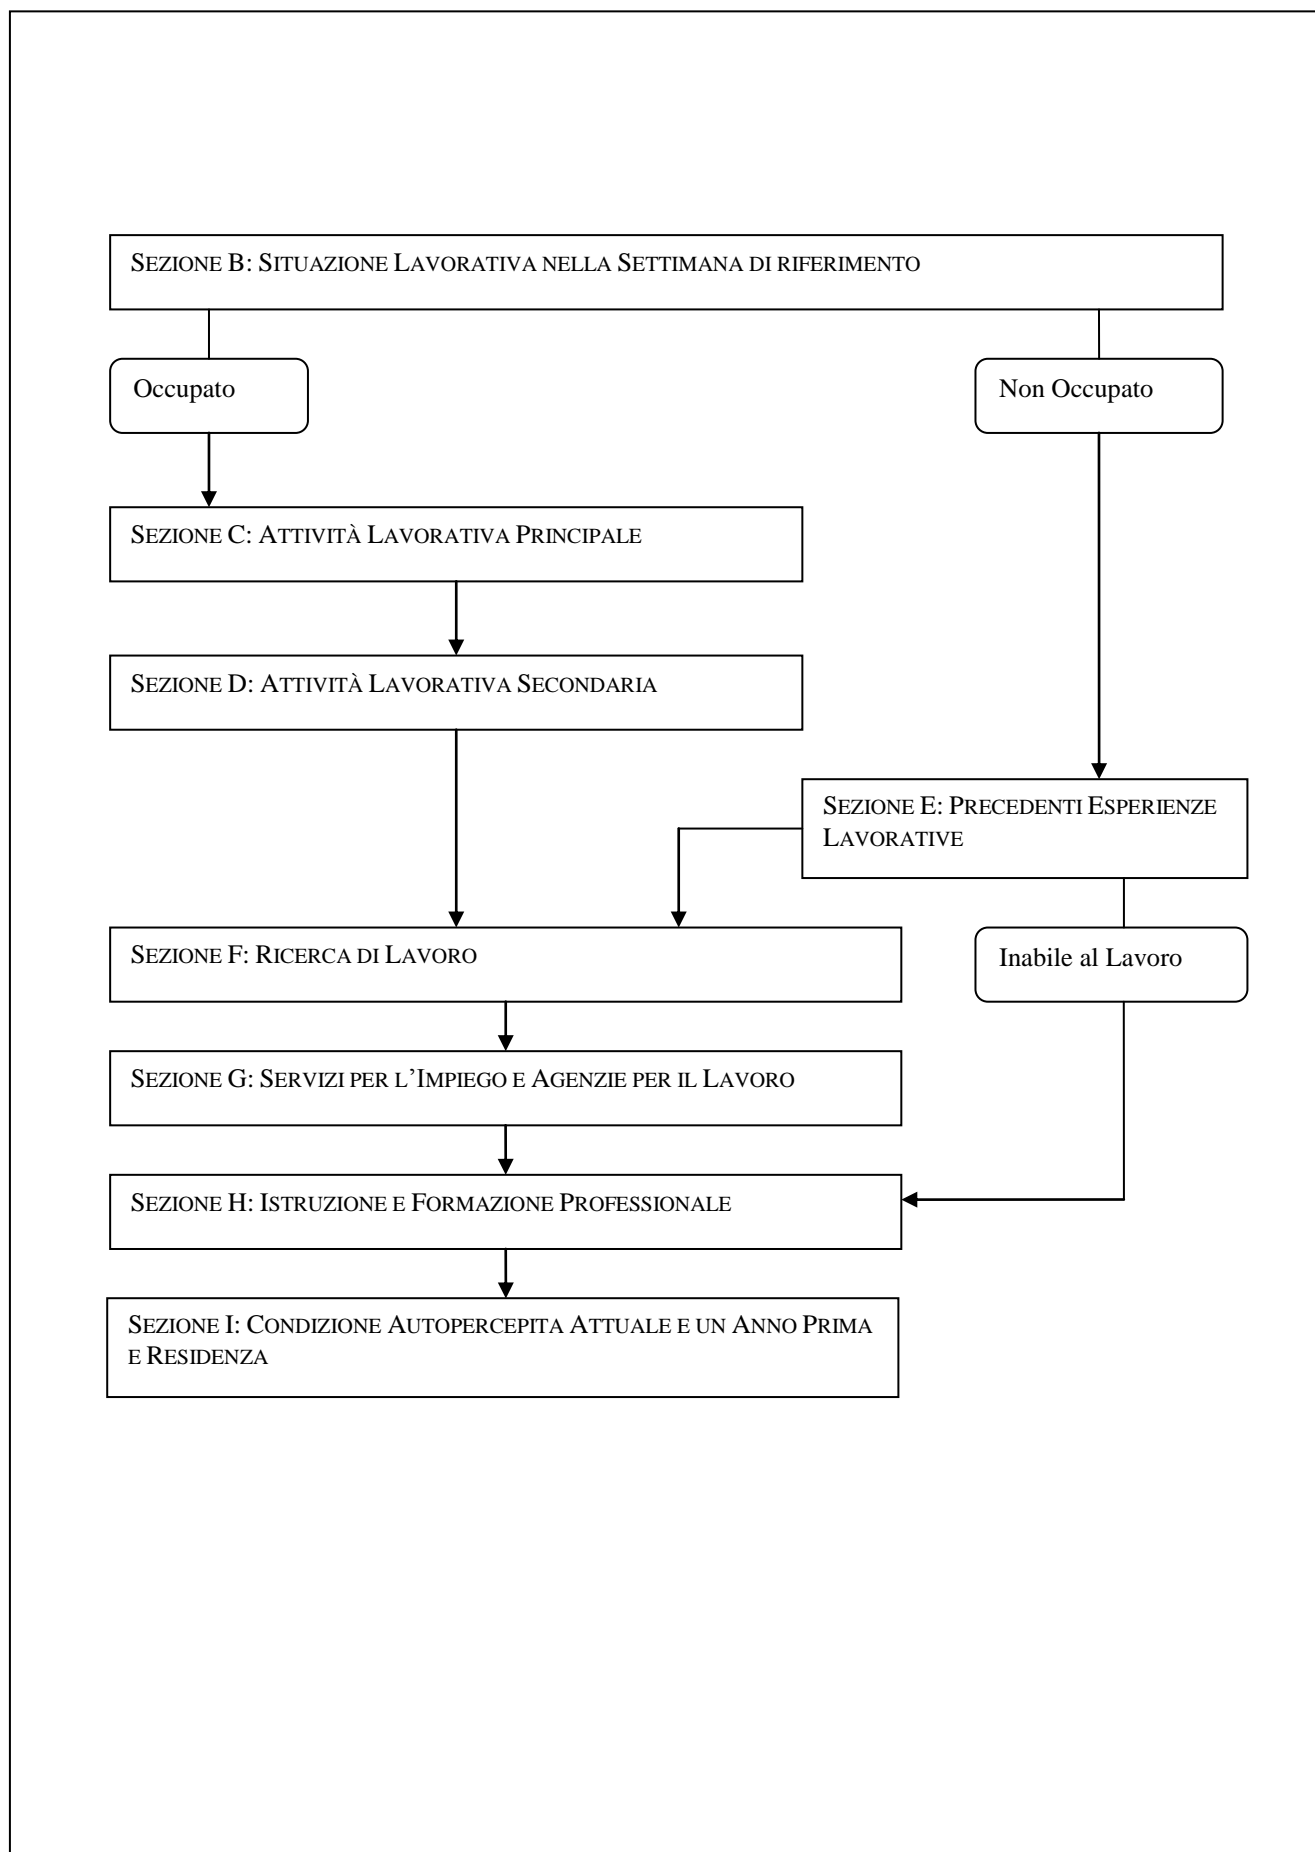 SEZIONE B: SITUAZIONE LAVORATIVA NELLA SETTIMANA DI RIFERIMENTO
Occupato
Non Occupato
SEZIONE C: ATTIVITÀ LAVORATIVA PRINCIPALE
SEZIONE D: ATTIVITÀ LAVORATIVA SECONDARIA
SEZIONE E: PRECEDENTI ESPERIENZE
LAVORATIVE
SEZIONE F: RICERCA DI LAVORO
Inabile al Lavoro
SEZIONE G: SERVIZI PER L’IMPIEGO E AGENZIE PER IL LAVORO
SEZIONE H: ISTRUZIONE E FORMAZIONE PROFESSIONALE
SEZIONE I: CONDIZIONE AUTOPERCEPITA ATTUALE E UN ANNO PRIMA
E RESIDENZA